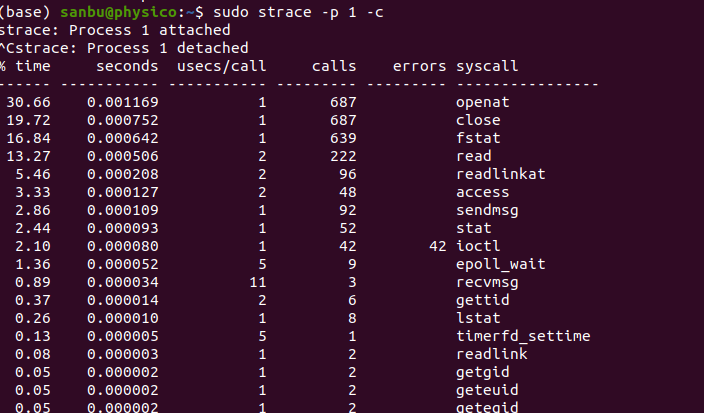 (base) sanbu@physico:~$ sudo strace -p 1 -c
strace: Process 1 attached
^Cstrace: Process 1 detached
% time     seconds  usecs/call     calls    errors syscall
------ ----------- ----------- --------- --------- ----------------
 30.66    0.001169           1       687           openat
 19.72    0.000752           1       687           close
 16.84    0.000642           1       639           fstat
 13.27    0.000506           2       222           read
  5.46    0.000208           2        96           readlinkat
  3.33    0.000127           2        48           access
  2.86    0.000109           1        92           sendmsg
  2.44    0.000093           1        52           stat
  2.10    0.000080           1        42        42 ioctl
  1.36    0.000052           5         9           epoll_wait
  0.89    0.000034          11         3           recvmsg
  0.37    0.000014           2         6           gettid
  0.26    0.000010           1         8           lstat
  0.13    0.000005           5         1           timerfd_settime
  0.08    0.000003           1         2           readlink
  0.05    0.000002           1         2           getgid
  0.05    0.000002           1         2           geteuid
  0.05    0.000002           1         2           getegid